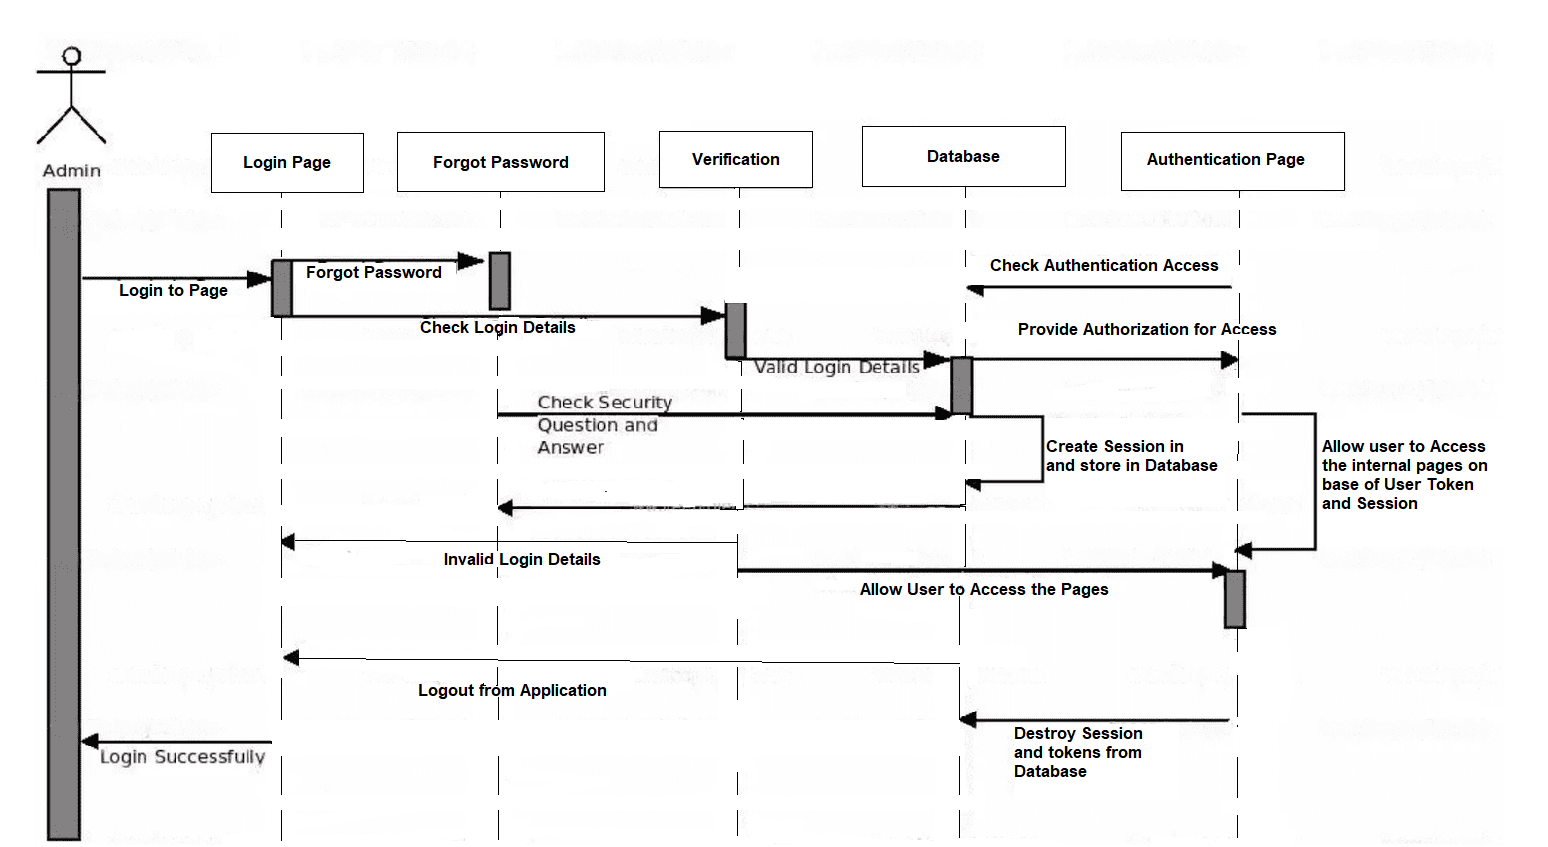 Admin
Login Page
Forgot Password
Verification
Database
Authentication Page
Forgot Password
Login to Page
Check Login Details
Check Authentication Access
Provide Authorization for Access
Valid Login Details
Check Security
Question and
Answer
Create Session in
and store in Database
Allow user to Access
the internal pages on
base of User Token
and Session
Invalid Login Details
Allow User to Access the Pages
Logout from Application
Login Successfully
Destroy Session
and tokens from
Database